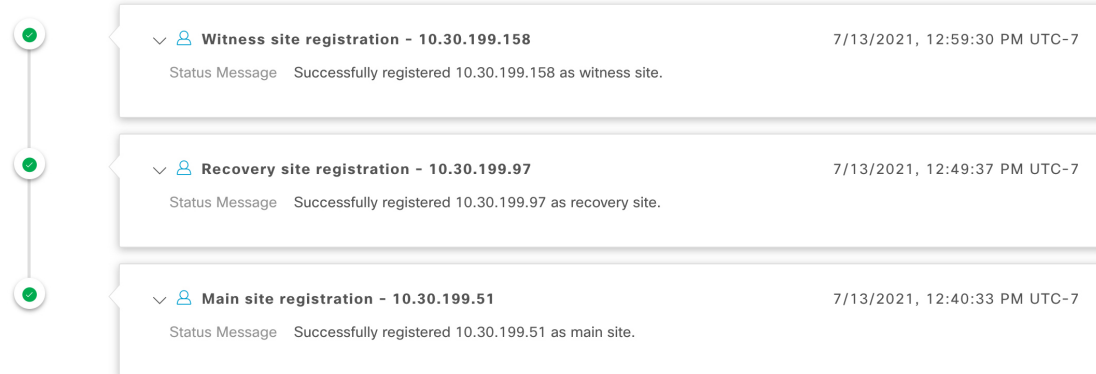 Witness site registration - 10.30.199.158 7/13/2021, 12:59:30 PM UTC-7
Status Message Successfully registered 10.30.199.158 as witness site.
Recovery site registration - 10.30.199.97 7/13/2021, 12:49:37 PM UTC-7
Status Message Successfully registered 10.30.199.97 as recovery site.
Main site registration - 10.30.199.51 7/13/2021, 12:40:33 PM UTC-7
Status Message Successfully registered 10.30.199.51 as main site.